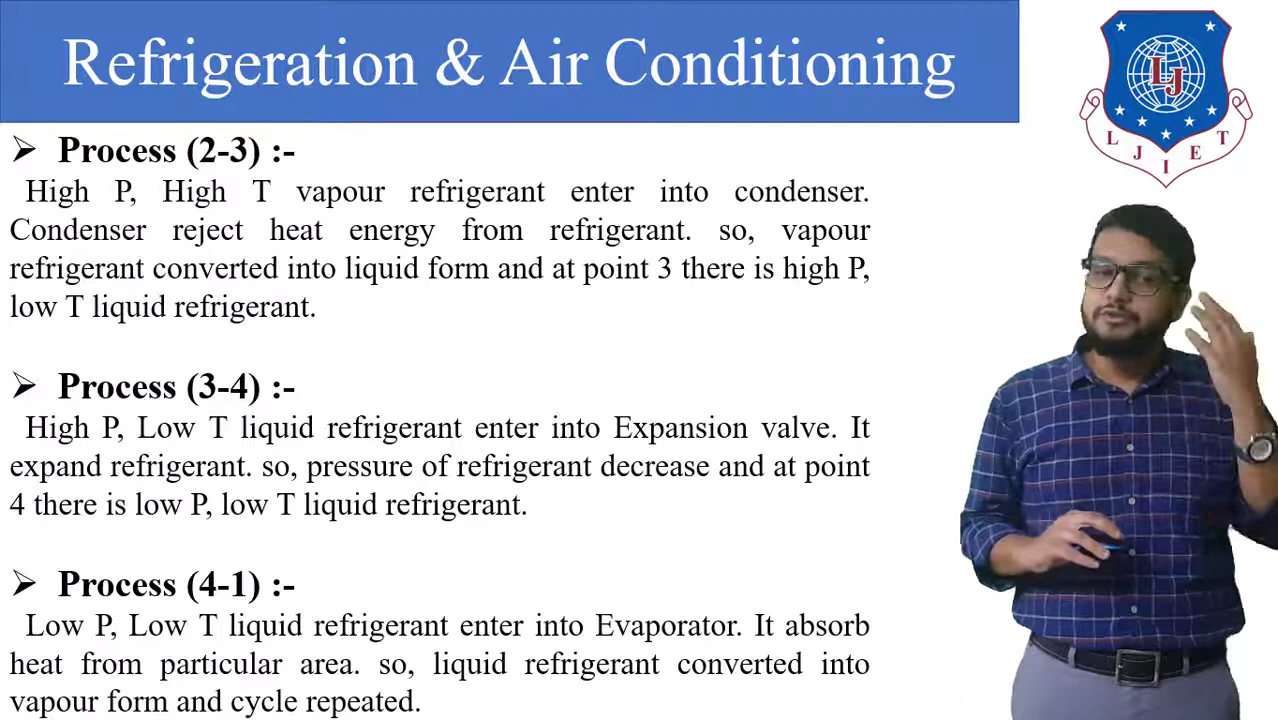 Refrigeration & Air Conditioning
L J I E T
LJ
➢ Process (2-3) :-
High P, High T vapour refrigerant enter into condenser.
Condenser reject heat energy from refrigerant. so, vapour
refrigerant converted into liquid form and at point 3 there is high P,
low T liquid refrigerant.
➢ Process (3-4) :-
High P, Low T liquid refrigerant enter into Expansion valve. It
expand refrigerant. so, pressure of refrigerant decrease and at point
4 there is low P, low T liquid refrigerant.
➢ Process (4-1) :-
Low P, Low T liquid refrigerant enter into Evaporator. It absorb
heat from particular area. so, liquid refrigerant converted into
vapour form and cycle repeated.